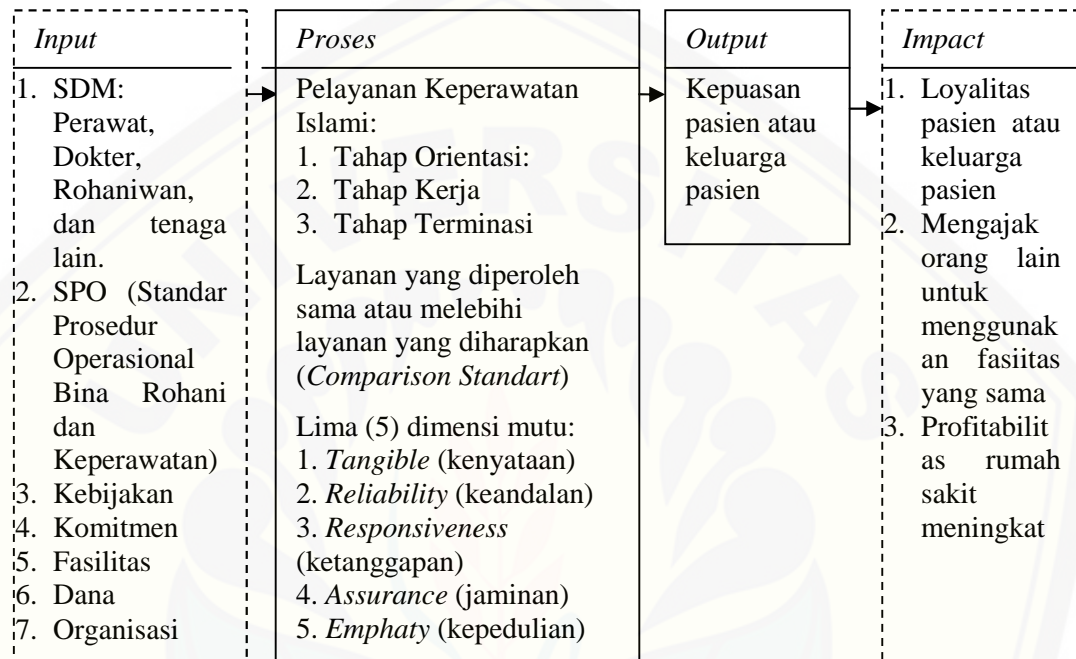 Input
1. SDM:
Perawat,
Dokter,
Rohaniwan,
dan tenaga
lain.
2. SPO (Standar
Prosedur
Operasional
Bina Rohani
dan
Keperawatan)
3. Kebijakan
4. Komitmen
5. Fasilitas
6. Dana
7. Organisasi
Proses
Pelayanan Keperawatan
Islami:
1. Tahap Orientasi:
2. Tahap Kerja
3. Tahap Terminasi
Layanan yang diperoleh
sama atau melebihi
layanan yang diharapkan
(Comparison Standart)
Lima (5) dimensi mutu:
1. Tangible (kenyataan)
2. Reliability (keandalan)
3. Responsiveness
(ketanggapan)
4. Assurance (jaminan)
5. Emphaty (kepedulian)
Output
Kepuasan
pasien atau
keluarga
pasien
Impact
1. Loyalitas
pasien atau
keluarga
pasien
2. Mengajak
orang lain
untuk
menggunak
an fasiitas
yang sama
3. Profitabilit
as rumah
sakit
meningkat
UNIVERSITAS